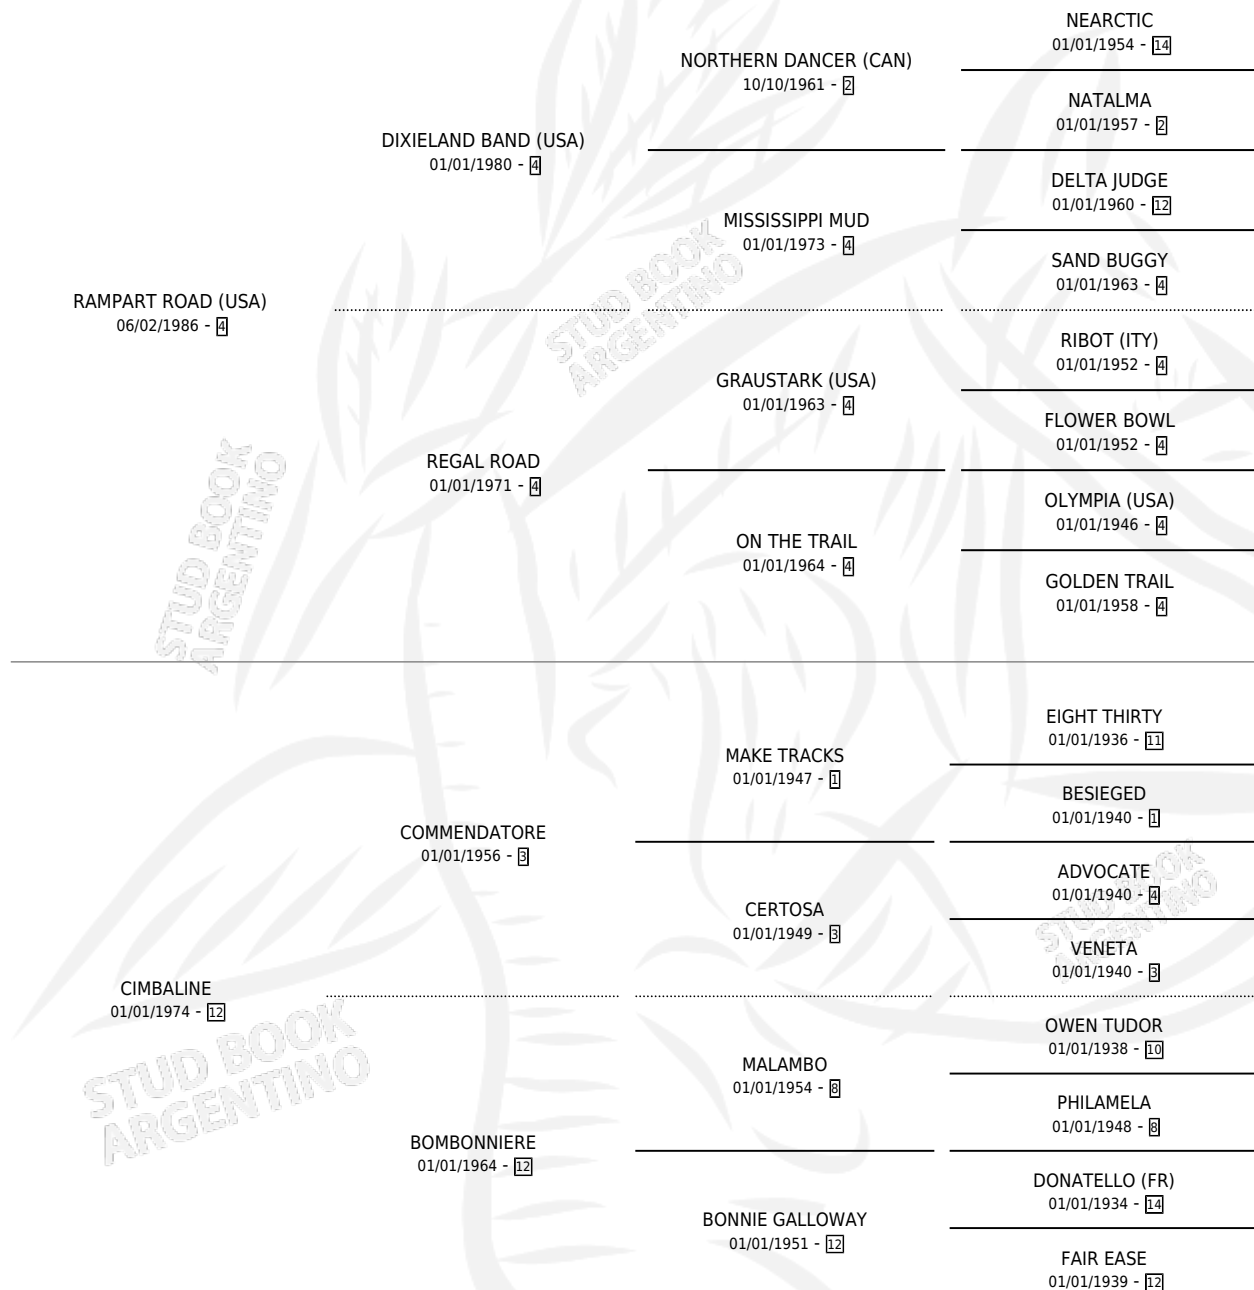 NEARCTIC
01/01/1954 - 14
NORTHERN DANCER (CAN)
10/10/1961 - 2
NATALMA
01/01/1957 - 2
DIXIELAND BAND (USA)
01/01/1980 - 4
DELTA JUDGE
01/01/1960 - 12
MISSISSIPPI MUD
01/01/1973 - 4
SAND BUGGY
01/01/1963 - 4
STUD BOOK
ARGENTINO
RAMPART ROAD (USA)
06/02/1986 - 4
RIBOT (ITY)
01/01/1952 - 4
GRAUSTARK (USA)
01/01/1963 - 4
FLOWER BOWL
01/01/1952 - 4
REGAL ROAD
01/01/1971 - 4
OLYMPIA (USA)
01/01/1946 - 4
ON THE TRAIL
01/01/1964 - 4
GOLDEN TRAIL
01/01/1958 - 4
STUD BOOK
ARGENTINO
EIGHT THIRTY
01/01/1936 - 11
MAKE TRACKS
01/01/1947 - 1
BESIEGED
01/01/1940 - 1
COMMENDATORE
01/01/1956 - 3
ADVOCATE
01/01/1940 - 4
CERTOSA
01/01/1949 - 3
VENETA
01/01/1940 - 3
STUD BOOK
ARGENTINO
CIMBALINE
01/01/1974 - 12
OWEN TUDOR
01/01/1938 - 10
MALAMBO
01/01/1954 - 8
PHILAMELA
01/01/1948 - 8
STUD BOOK
ARGENTINO
BOMBONNIERE
01/01/1964 - 12
DONATELLO (FR)
01/01/1934 - 14
BONNIE GALLOWAY
01/01/1951 - 12
FAIR EASE
01/01/1939 - 12